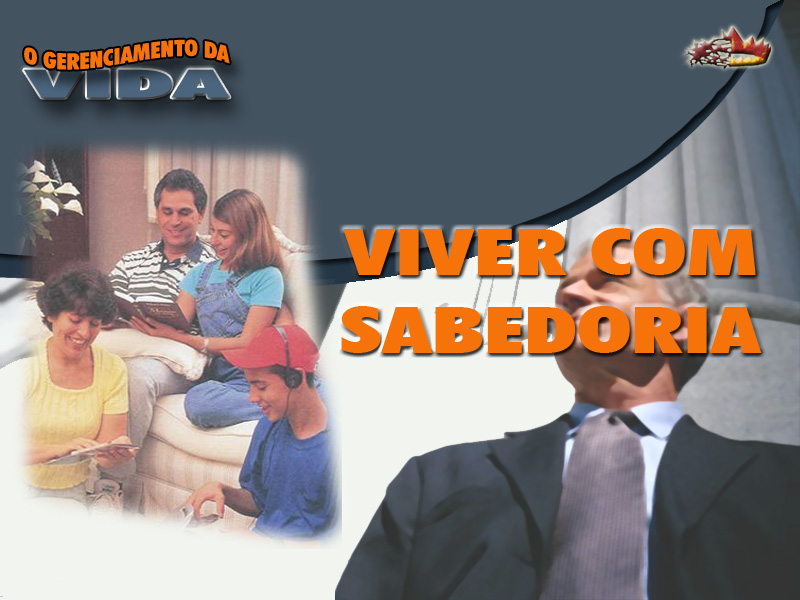 O GERENCIAMENTO DA
VIDA
VIVER COM
SABEDORIA